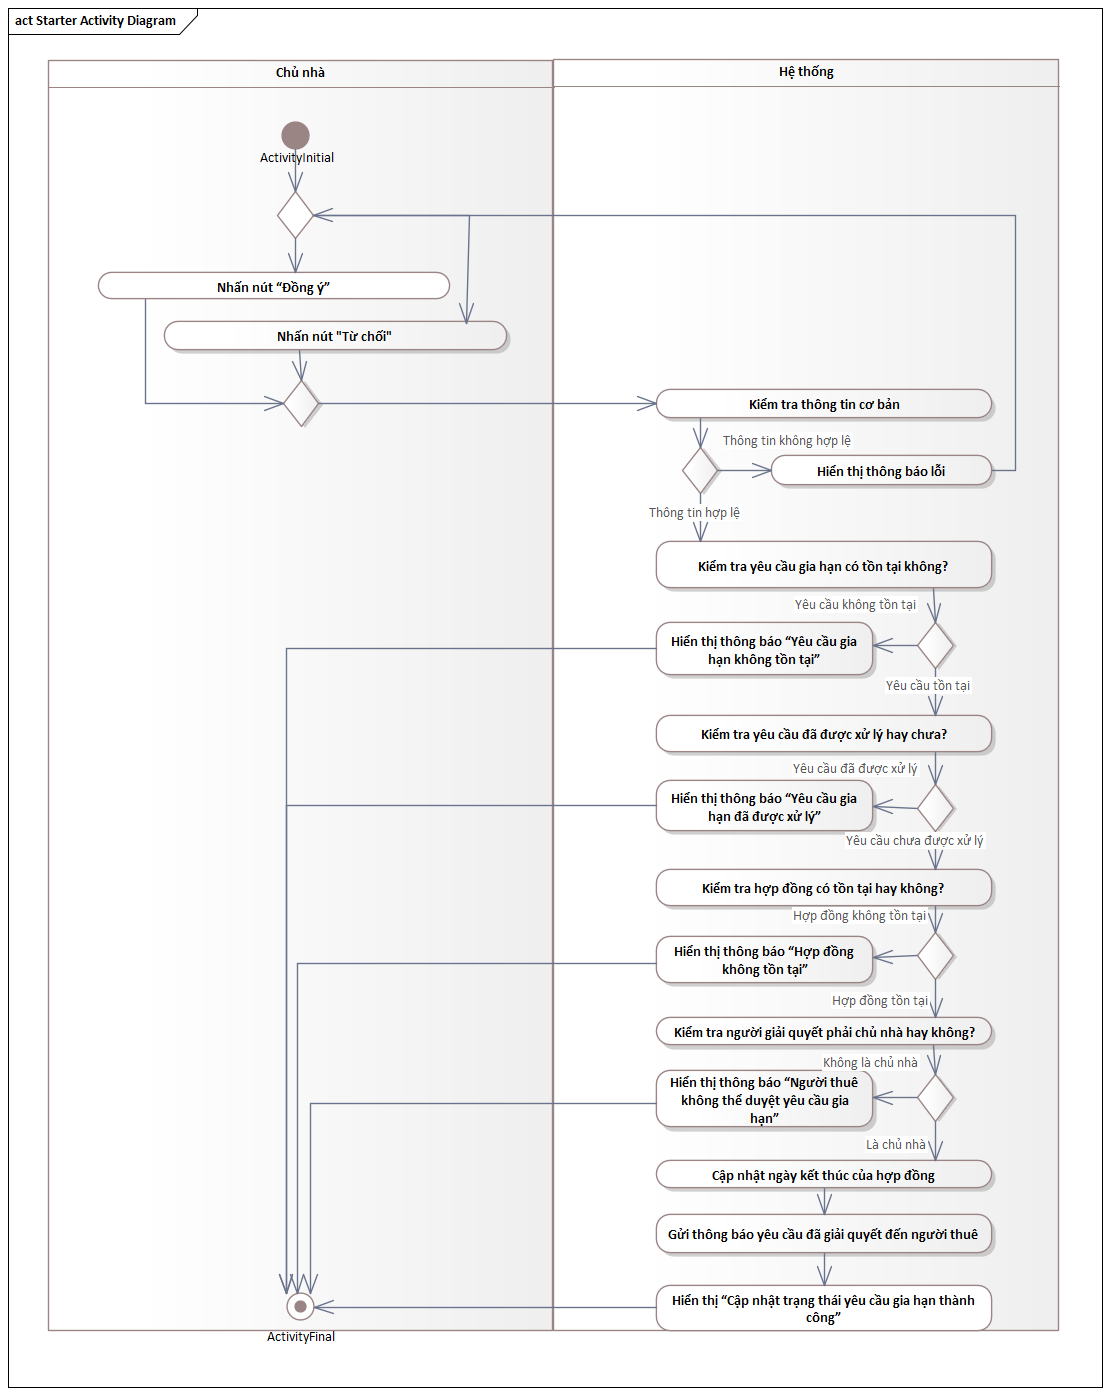 act Starter Activity Diagram
Chủ nhà
Hệ thống
ActivityInitial
Nhấn nút “Đồng ý”
Nhấn nút "Từ chối"
Kiểm tra thông tin cơ bản
Thông tin không hợp lệ
Hiển thị thông báo lỗi
Thông tin hợp lệ
Kiểm tra yêu cầu gia hạn có tồn tại không?
Yêu cầu không tồn tại
Hiển thị thông báo “Yêu cầu gia
hạn không tồn tại”
Yêu cầu tồn tại
Kiểm tra yêu cầu đã được xử lý hay chưa?
Yêu cầu đã được xử lý
Hiển thị thông báo “Yêu cầu gia
hạn đã được xử lý”
Yêu cầu chưa được xử lý
Kiểm tra hợp đồng có tồn tại hay không?
Hợp đồng không tồn tại
Hiển thị thông báo “Hợp đồng
không tồn tại”
Hợp đồng tồn tại
Kiểm tra người giải quyết phải chủ nhà hay không?
Không là chủ nhà
Hiển thị thông báo “Người thuê
không thể duyệt yêu cầu gia
hạn”
Là chủ nhà
Cập nhật ngày kết thúc của hợp đồng
Gửi thông báo yêu cầu đã giải quyết đến người thuê
Hiển thị “Cập nhật trạng thái yêu cầu gia hạn thành
công”
ActivityFinal